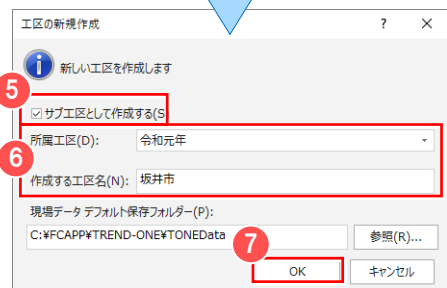 工区の新規作成 ? ×
新しい工区を作成します
5
☑サブエ区として作成する(S
6
所属工区(D): 令和元年
作成する工区名(N): 坂井市
現場データ デフォルト保存フォルダー(P):
C:¥FCAPP¥TREND-ONE¥TONEData 参照(R)...
7
OK キャンセル